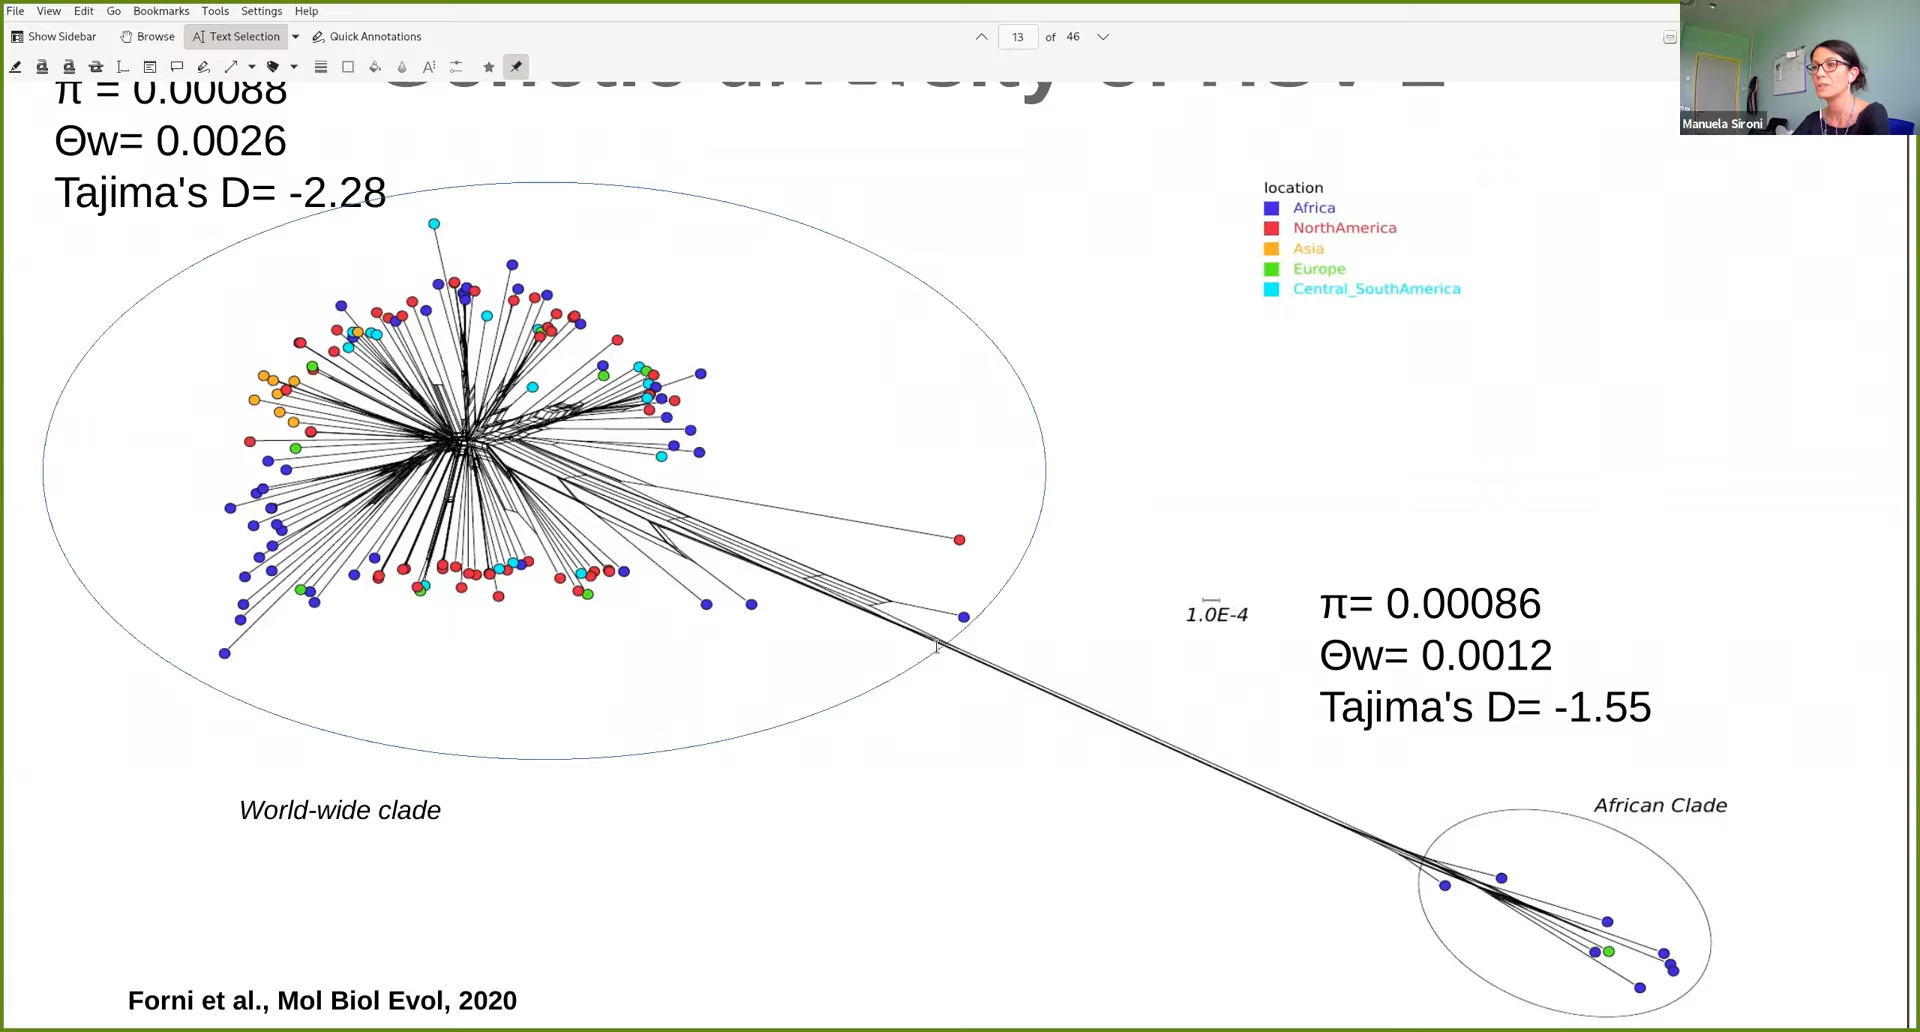 File View Edit Go Bookmarks Tools Settings Help
Show Sidebar Browse Text Selection Quick Annotations 13 of 46
Manuela Sironi
π = 0.00088
Θw= 0.0026
Tajima's D= -2.28
location
Africa
NorthAmerica
Asia
Europe
Central_SouthAmerica
1.0E-4
π= 0.00086
Θw= 0.0012
Tajima's D= -1.55
World-wide clade
African Clade
Forni et al., Mol Biol Evol, 2020